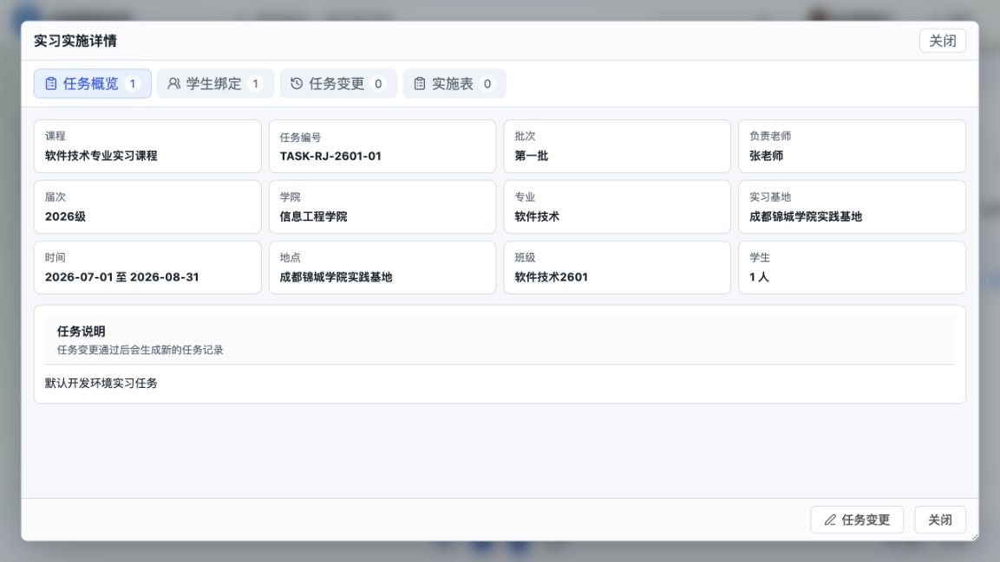 实习实施详情
关闭
任务概览 1
学生绑定 1
任务变更 0
实施表 0
课程
软件技术专业实习课程
任务编号
TASK-RJ-2601-01
批次
第一批
负责老师
张老师
届次
2026级
学院
信息工程学院
专业
软件技术
实习基地
成都锦城学院实践基地
时间
2026-07-01 至 2026-08-31
地点
成都锦城学院实践基地
班级
软件技术2601
学生
1 人
任务说明
任务变更通过后会生成新的任务记录
默认开发环境实习任务
任务变更
关闭